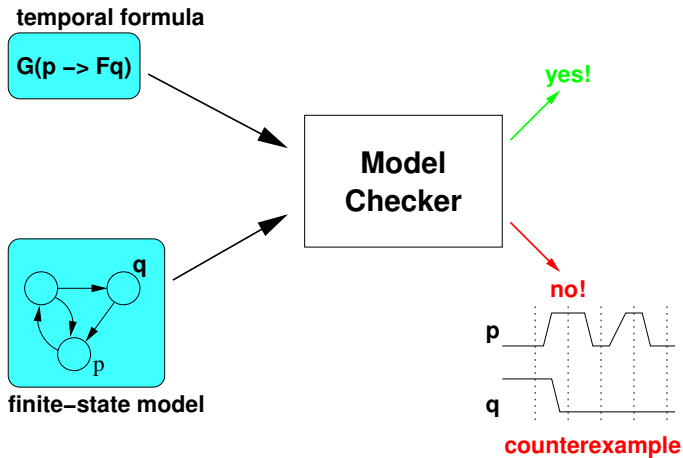 temporal formula
G(p −> Fq)
yes!
Model
Checker
q
p
finite−state model
no!
p
q
counterexample